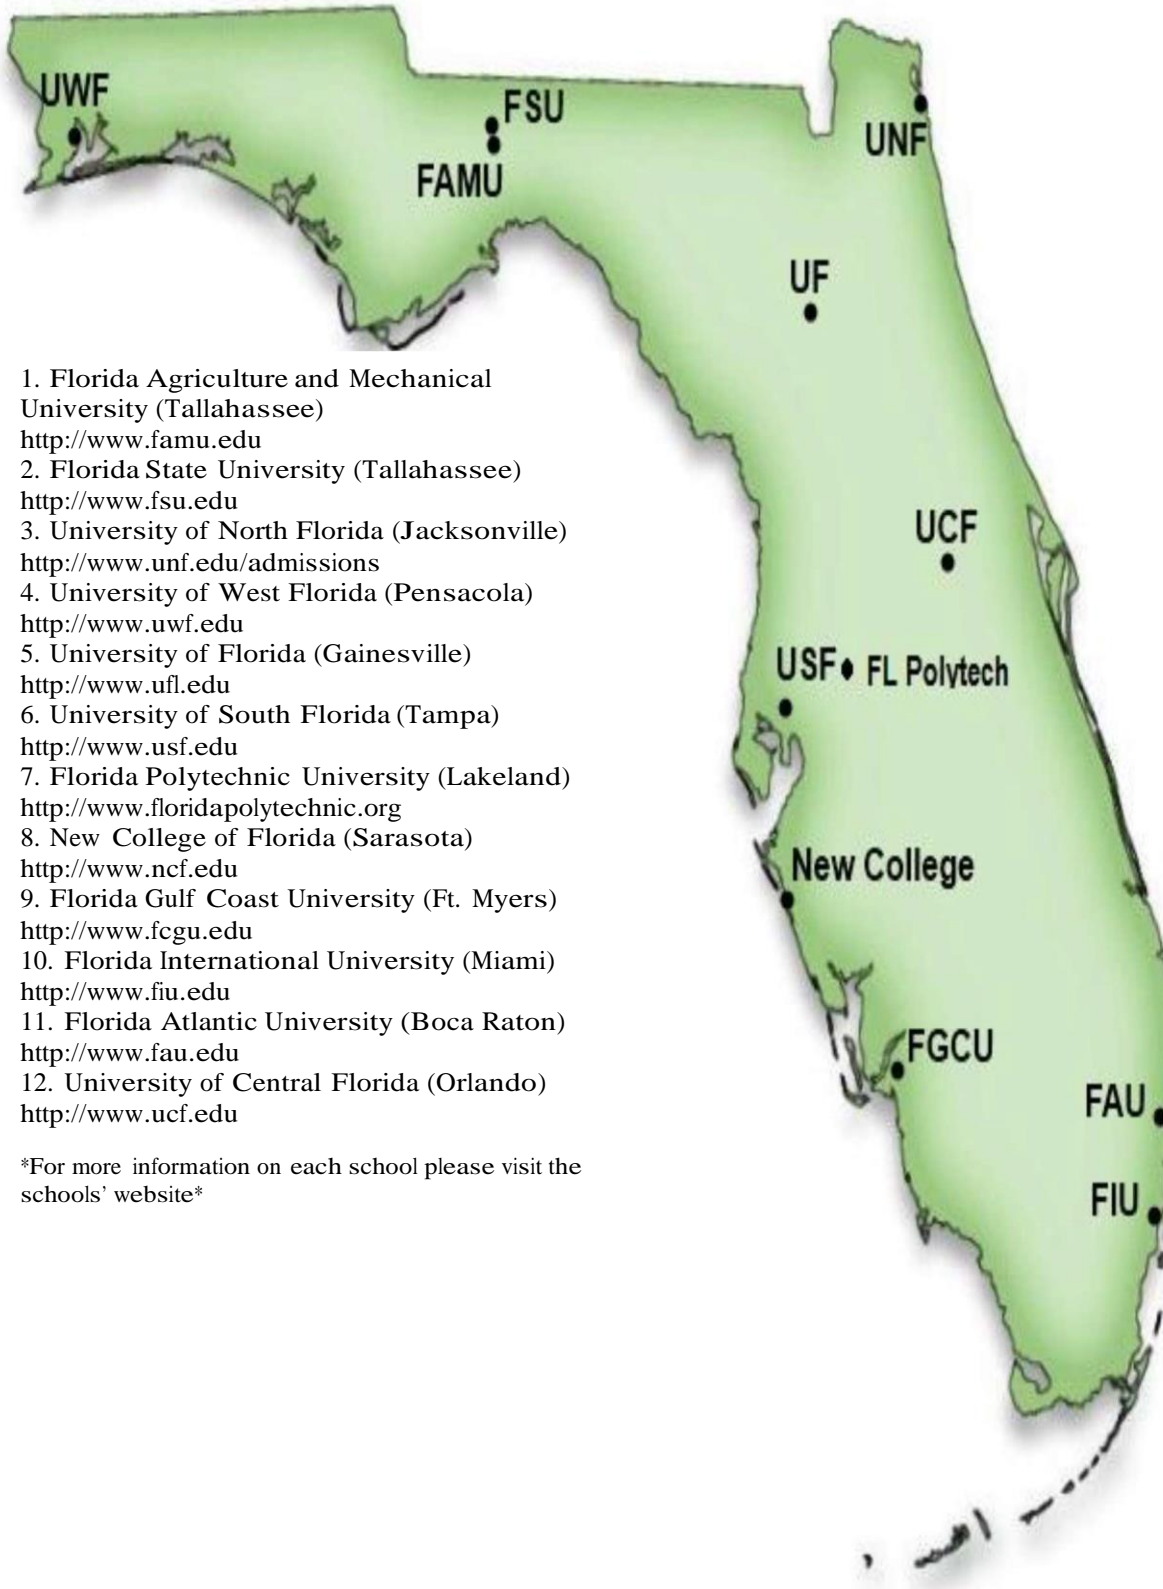 UWF
FSU
FAMU
UNF
UF
1. Florida Agriculture and Mechanical
University (Tallahassee)
http://www.famu.edu
2. Florida State University (Tallahassee)
http://www.fsu.edu
3. University of North Florida (Jacksonville)
http://www.unf.edu/admissions
4. University of West Florida (Pensacola)
http://www.uwf.edu
5. University of Florida (Gainesville)
http://www.ufl.edu
6. University of South Florida (Tampa)
http://www.usf.edu
7. Florida Polytechnic University (Lakeland)
http://www.floridapolytechnic.org
8. New College of Florida (Sarasota)
http://www.ncf.edu
9. Florida Gulf Coast University (Ft. Myers)
http://www.fcgu.edu
10. Florida International University (Miami)
http://www.fiu.edu
11. Florida Atlantic University (Boca Raton)
http://www.fau.edu
12. University of Central Florida (Orlando)
http://www.ucf.edu
*For more information on each school please visit the
schools’ website*
UCF
USF
FL Polytech
New College
FGCU
FAU
FIU